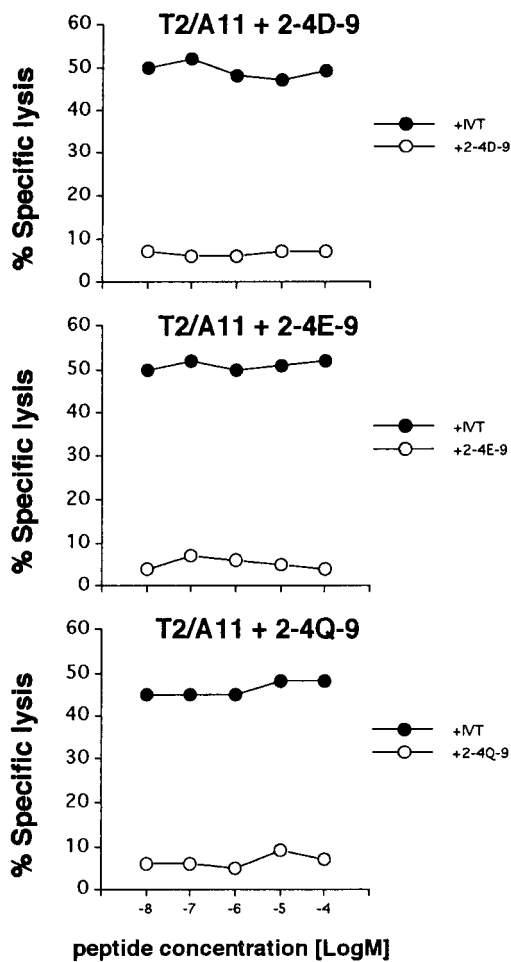 T2/A11 + 2-4D-9
% Specific lysis
60
50
40
30
20
10
0
+IVT
+2-4D-9
T2/A11 + 2-4E-9
% Specific lysis
60
50
40
30
20
10
0
+IVT
+2-4E-9
T2/A11 + 2-4Q-9
% Specific lysis
60
50
40
30
20
10
0
+IVT
+2-4Q-9
-8 -7 -6 -5 -4
peptide concentration [LogM]